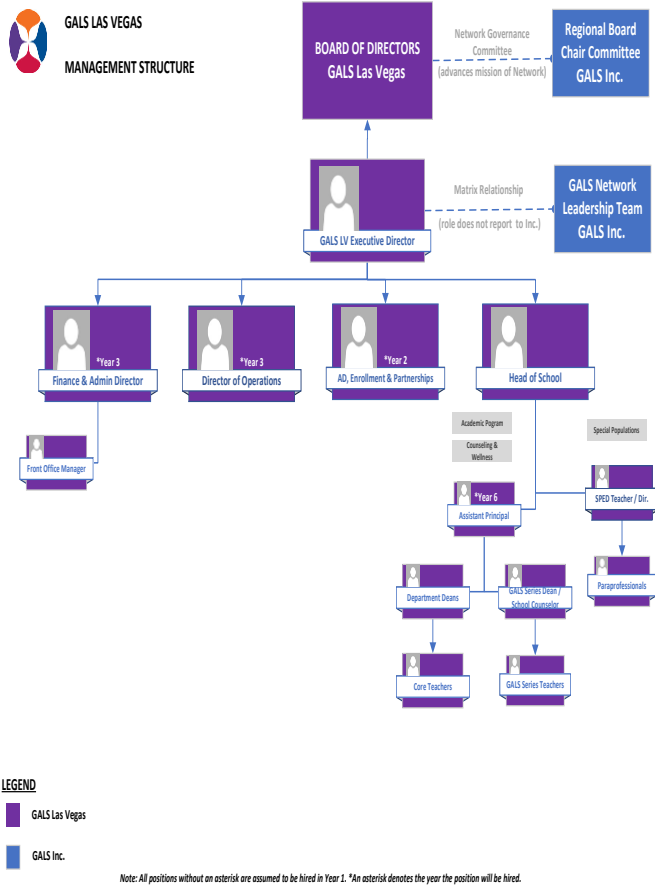 GALS LAS VEGAS
MANAGEMENT STRUCTURE
BOARD OF DIRECTORS
GALS Las Vegas
Network Governance
Committee
(advances mission of Network)
Regional Board
Chair Committee
GALS Inc.
GALS LV Executive Director
Matrix Relationship
(role does not report to Inc.)
GALS Network
Leadership Team
GALS Inc.
*Year 3
Finance & Admin Director
*Year 3
Director of Operations
*Year 2
AD, Enrollment & Partnerships
Head of School
Front Office Manager
Academic Pogram
Counseling &
Wellness
Special Populations
*Year 6
Assistant Principal
SPED Teacher / Dir.
Department Deans
GALS Series Dean /
School Counselor
Paraprofessionals
Core Teachers
GALS Series Teachers
LEGEND
GALS Las Vegas
GALS Inc.
Note: All positions without an asterisk are assumed to be hired in Year 1. *An asterisk denotes the year the position will be hired.